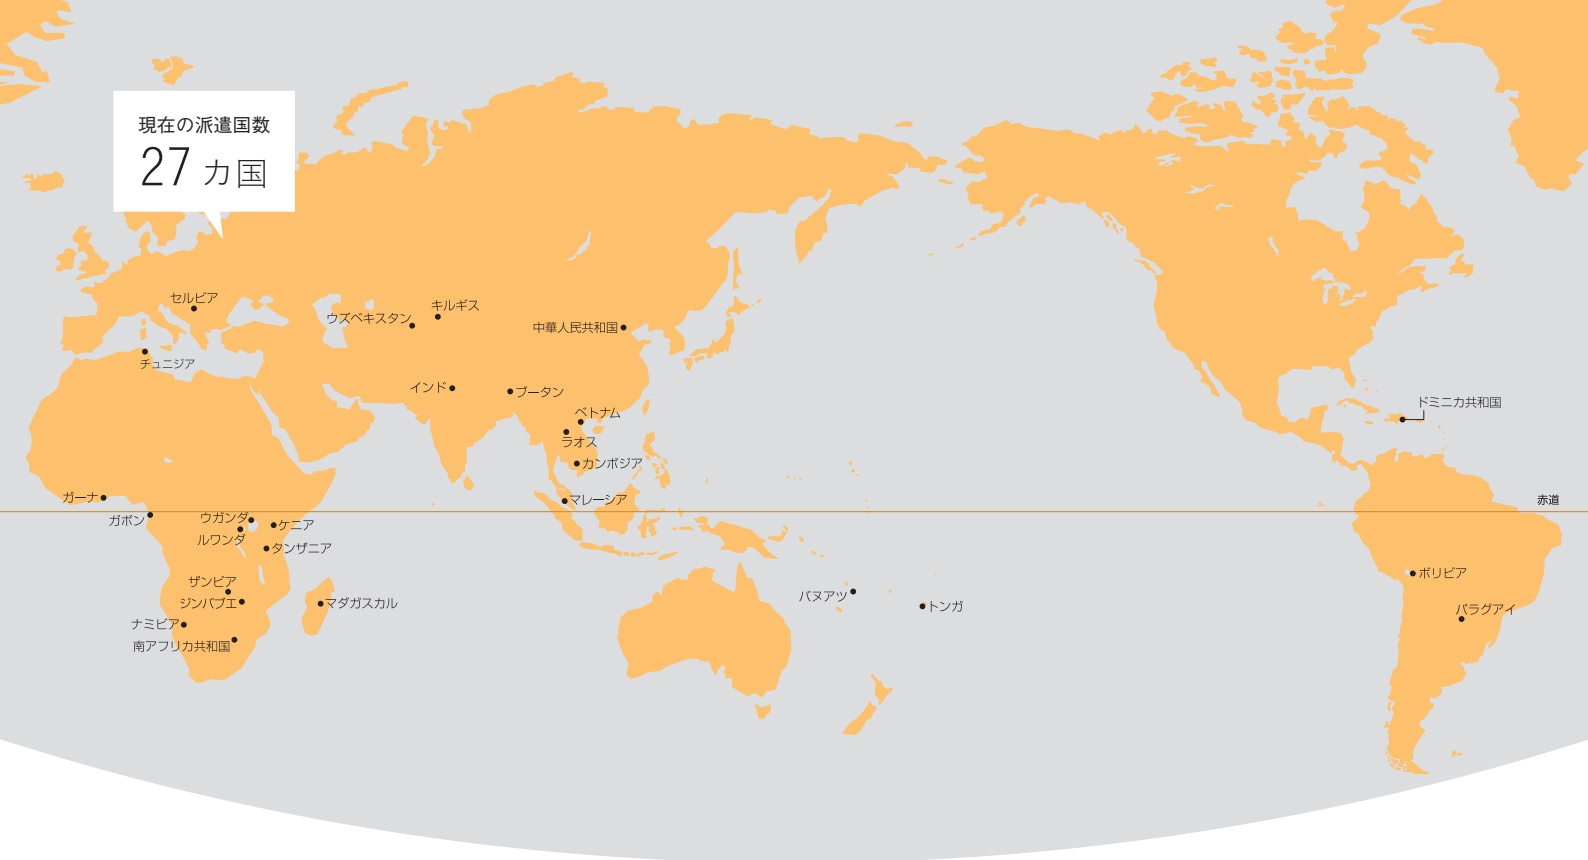 現在の派遣国数
27 カ国
セルビア
キルギス
ウズベキスタン
中華人民共和国
チュニジア
インド
ブータン
ベトナム
ドミニカ共和国
ラオス
カンボジア
ガーナ
マレーシア
赤道
ガボン
ウガンダ
ケニア
ルワンダ
タンザニア
ザンビア
ボリビア
ジンバブエ
マダガスカル
バヌアツ
トンガ
パラグアイ
ナミビア
南アフリカ共和国